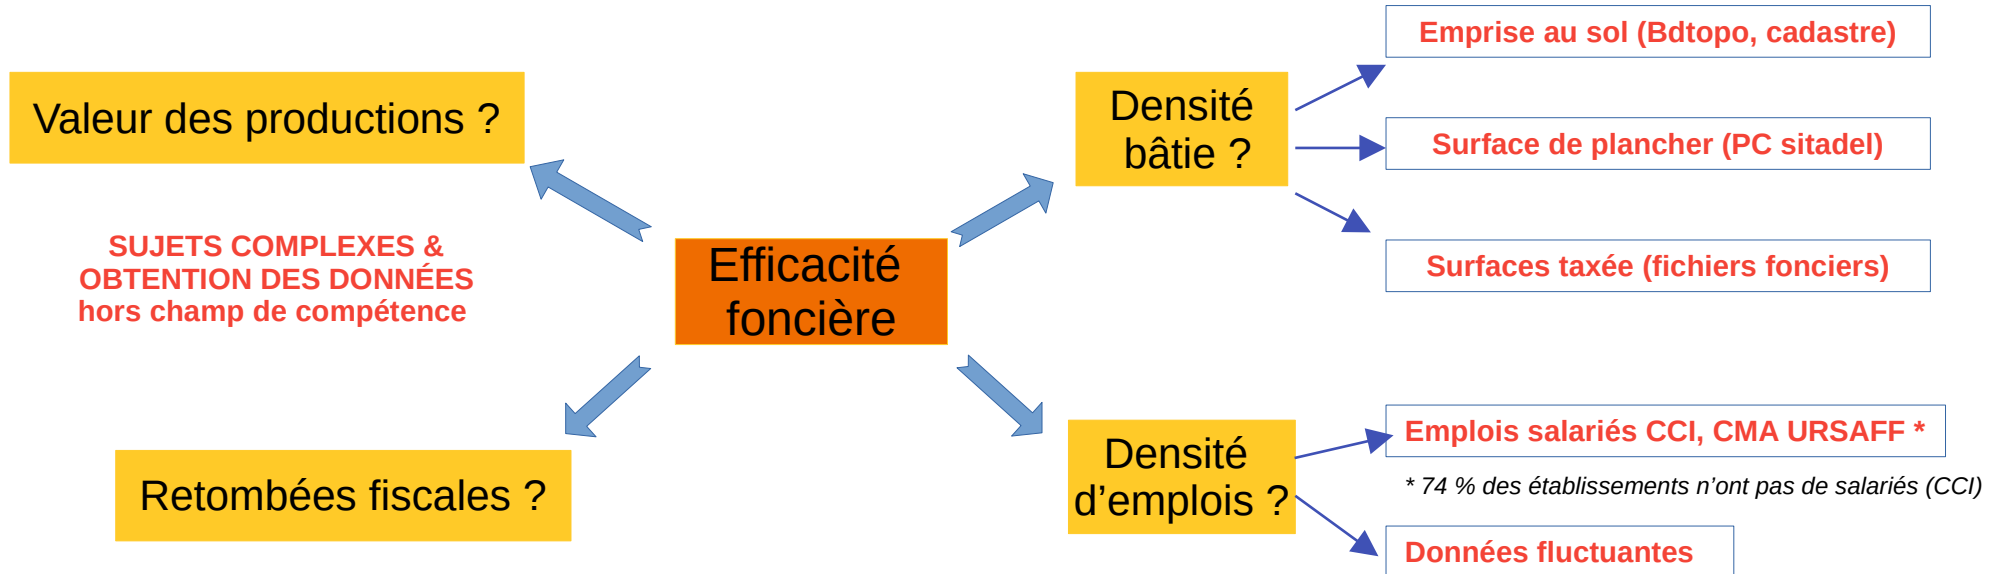 Valeur des productions ?
SUJETS COMPLEXES &
OBTENTION DES DONNÉES
hors champ de compétence
Retombées fiscales ?
Efficacité
foncière
Densité
bâtie ?
Emprise au sol (Bdtopo, cadastre)
Surface de plancher (PC sitadel)
Surfaces taxée (fichiers fonciers)
Densité
d’emplois ?
Emplois salariés CCI, CMA URSAFF *
* 74 % des établissements n’ont pas de salariés (CCI)
Données fluctuantes